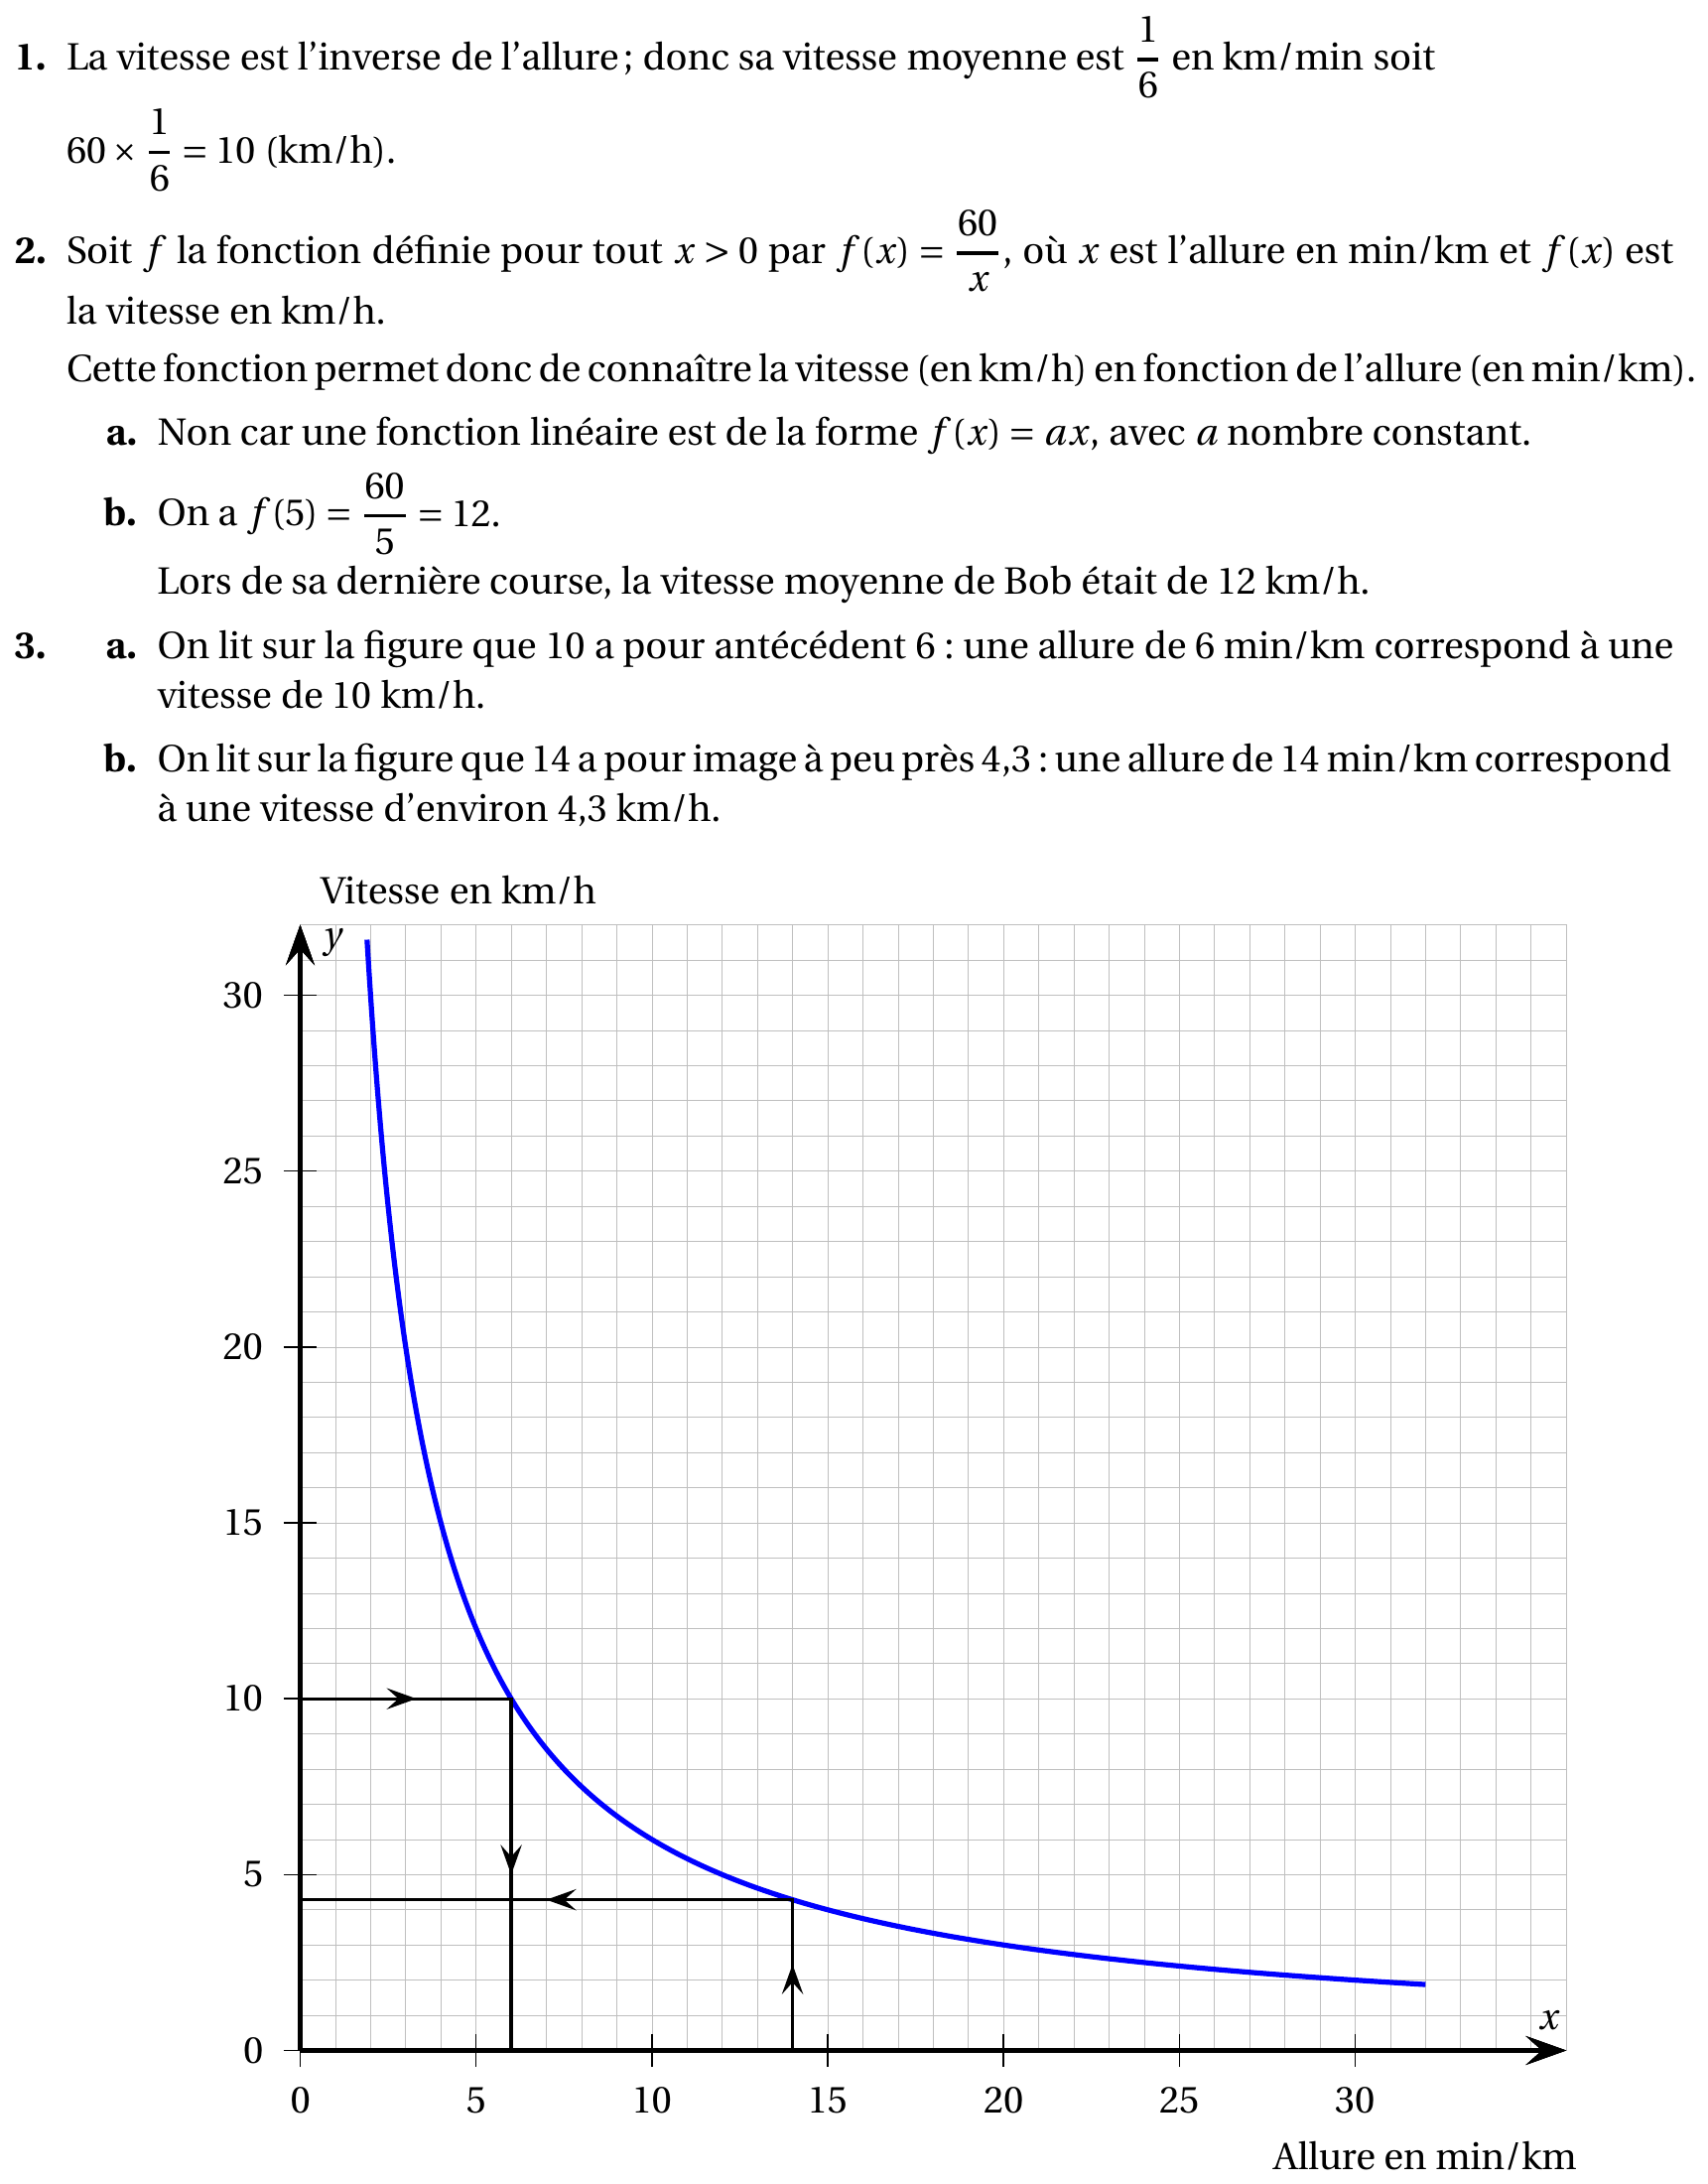 1. La vitesse est l'inverse de l'allure ; donc sa vitesse moyenne est 1/6 en km/min soit
60 × 1/6 = 10 (km/h).
2. Soit f la fonction définie pour tout x > 0 par f(x) = 60/x, où x est l'allure en min/km et f(x) est
la vitesse en km/h.
Cette fonction permet donc de connaître la vitesse (en km/h) en fonction de l'allure (en min/km).
a. Non car une fonction linéaire est de la forme f(x) = ax, avec a nombre constant.
b. On a f(5) = 60/5 = 12.
Lors de sa dernière course, la vitesse moyenne de Bob était de 12 km/h.
3. a. On lit sur la figure que 10 a pour antécédent 6 : une allure de 6 min/km correspond à une
vitesse de 10 km/h.
b. On lit sur la figure que 14 a pour image à peu près 4,3 : une allure de 14 min/km correspond
à une vitesse d'environ 4,3 km/h.
Vitesse en km/h
y
30
25
20
15
10
5
0
x
0 5 10 15 20 25 30
Allure en min/km